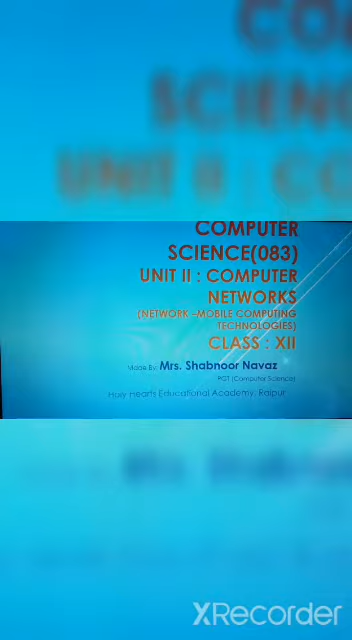 COMPUTER
SCIENCE(083)
UNIT II : COMPUTER
NETWORKS
(NETWORK -MOBILE COMPUTING
TECHNOLOGIES)
CLASS : XII
Made By: Mrs. Shabnoor Navaz
PGT (Computer Science)
Holy Hearts Educational Academy, Raipur
XRecorder